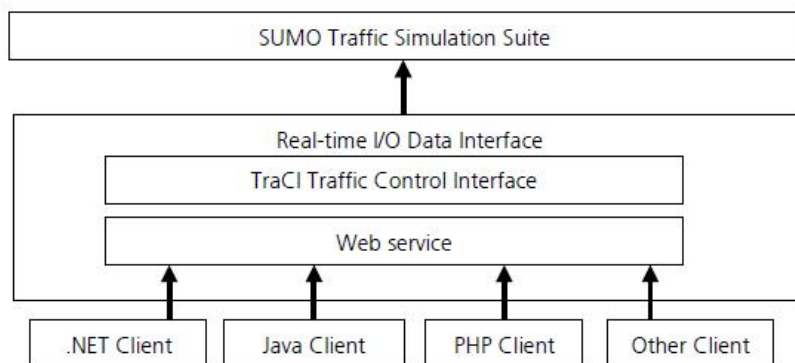 SUMO Traffic Simulation Suite
Real-time I/O Data Interface
TraCI Traffic Control Interface
Web service
.NET Client
Java Client
PHP Client
Other Client